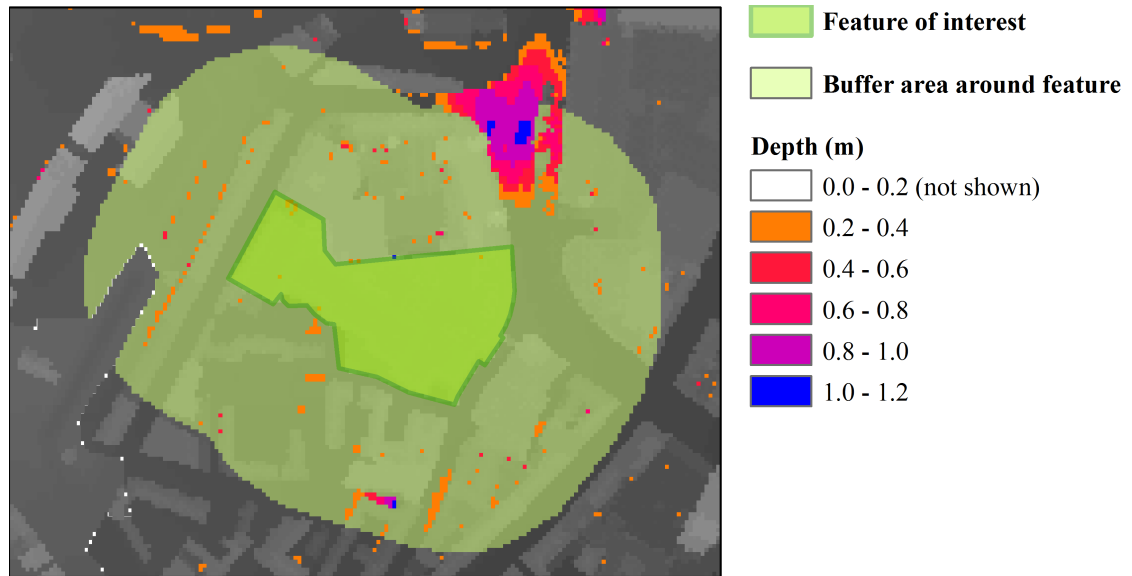 Feature of interest
Buffer area around feature
Depth (m)
0.0 - 0.2 (not shown)
0.2 - 0.4
0.4 - 0.6
0.6 - 0.8
0.8 - 1.0
1.0 - 1.2